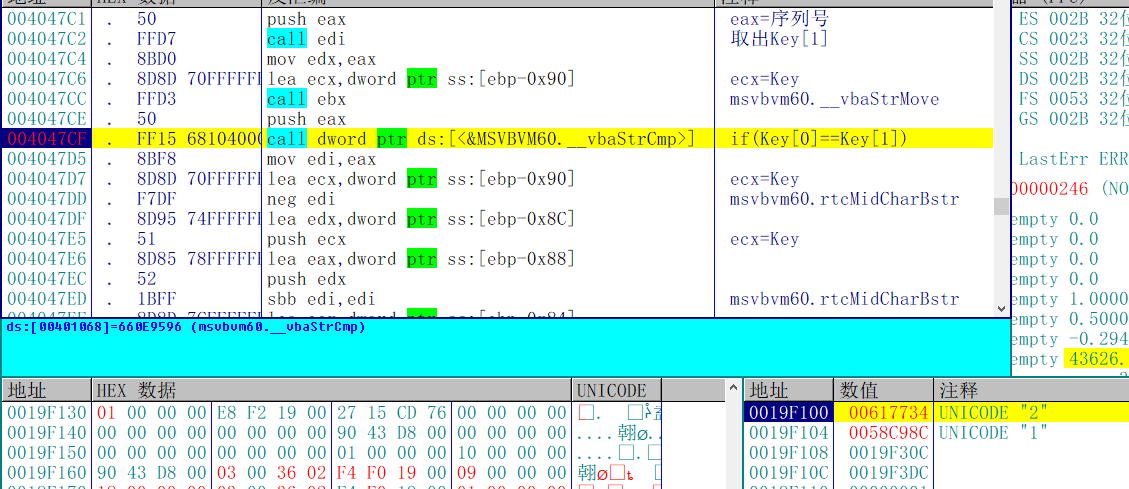 004047C1 . 50 push eax eax=序列号
004047C2 . FFD7 call edi 取出Key[1]
004047C4 . 8BD0 mov edx,eax
004047C6 . 8D8D 70FFFFFF lea ecx,dword ptr ss:[ebp-0x90] ecx=Key
004047CC . FFD3 call ebx msvbvm60.__vbaStrMove
004047CE . 50 push eax
004047CF . FF15 68104000 call dword ptr ds:[<&MSVBVM60.__vbaStrCmp>] if(Key[0]==Key[1])
004047D5 . 8BF8 mov edi,eax
004047D7 . 8D8D 70FFFFFF lea ecx,dword ptr ss:[ebp-0x90] ecx=Key
004047DD . F7DF neg edi msvbvm60.rtcMidCharBstr
004047DF . 8D95 74FFFFFF lea edx,dword ptr ss:[ebp-0x8C]
004047E5 . 51 push ecx ecx=Key
004047E6 . 8D85 78FFFFFF lea eax,dword ptr ss:[ebp-0x88]
004047EC . 52 push edx
004047ED . 1BFF sbb edi,edi msvbvm60.rtcMidCharBstr
ES 002B 32位
CS 0023 32位
SS 002B 32位
DS 002B 32位
FS 0053 32位
GS 002B 32位
LastErr ERR
00000246 (NO
empty 0.0
empty 0.0
empty 0.0
empty 0.0
empty 1.0000
empty 0.5000
empty -0.294
empty 43626.
ds:[00401068]=660E9596 (msvbvm60.__vbaStrCmp)
地址 HEX 数据 UNICODE
0019F130 01 00 00 00 E8 F2 19 00 27 15 CD 76 00 00 00 00
0019F140 00 00 00 00 00 00 00 00 90 43 D8 00 00 00 00 00
0019F150 00 00 00 00 00 00 00 00 01 00 00 00 10 00 00 00
0019F160 90 43 D8 00 03 00 36 02 F4 F0 19 00 09 00 00 00
地址 数值 注释
0019F100 00617734 UNICODE "2"
0019F104 0058C98C UNICODE "1"
0019F108 0019F30C
0019F10C 0019F3DC